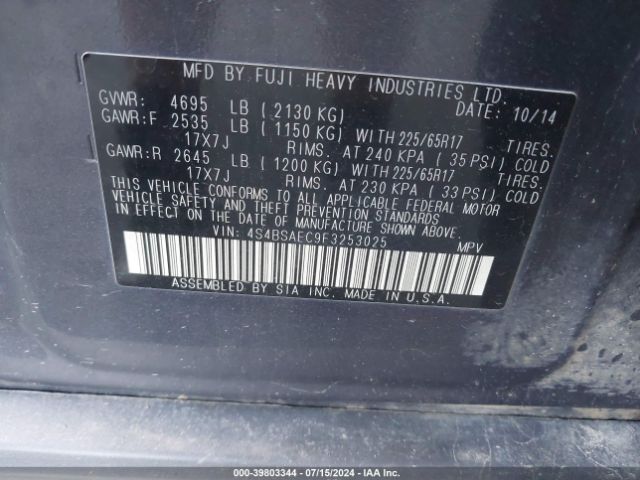 MFD BY FUJI HEAVY INDUSTRIES LTD.
GVWR: 4695 LB ( 2130 KG) DATE: 10/14
GAWR:F 2535 LB ( 1150 KG) WITH 225/65R17 TIRES.
17X7J RIMS. AT 240 KPA ( 35 PSI) COLD
GAWR:R 2645 LB ( 1200 KG) WITH 225/65R17 TIRES.
17X7J RIMS. AT 230 KPA ( 33 PSI) COLD
THIS VEHICLE CONFORMS TO ALL APPLICABLE FEDERAL MOTOR
VEHICLE SAFETY AND THEFT PREVENTION STANDARDS
IN EFFECT ON THE DATE OF MANUFACTURE SHOWN ABOVE.
VIN: 4S4BSAEC9F3253025 MPV
ASSEMBLED BY SIA INC. MADE IN U.S.A.
000-39803344 - 07/15/2024 - IAA Inc.